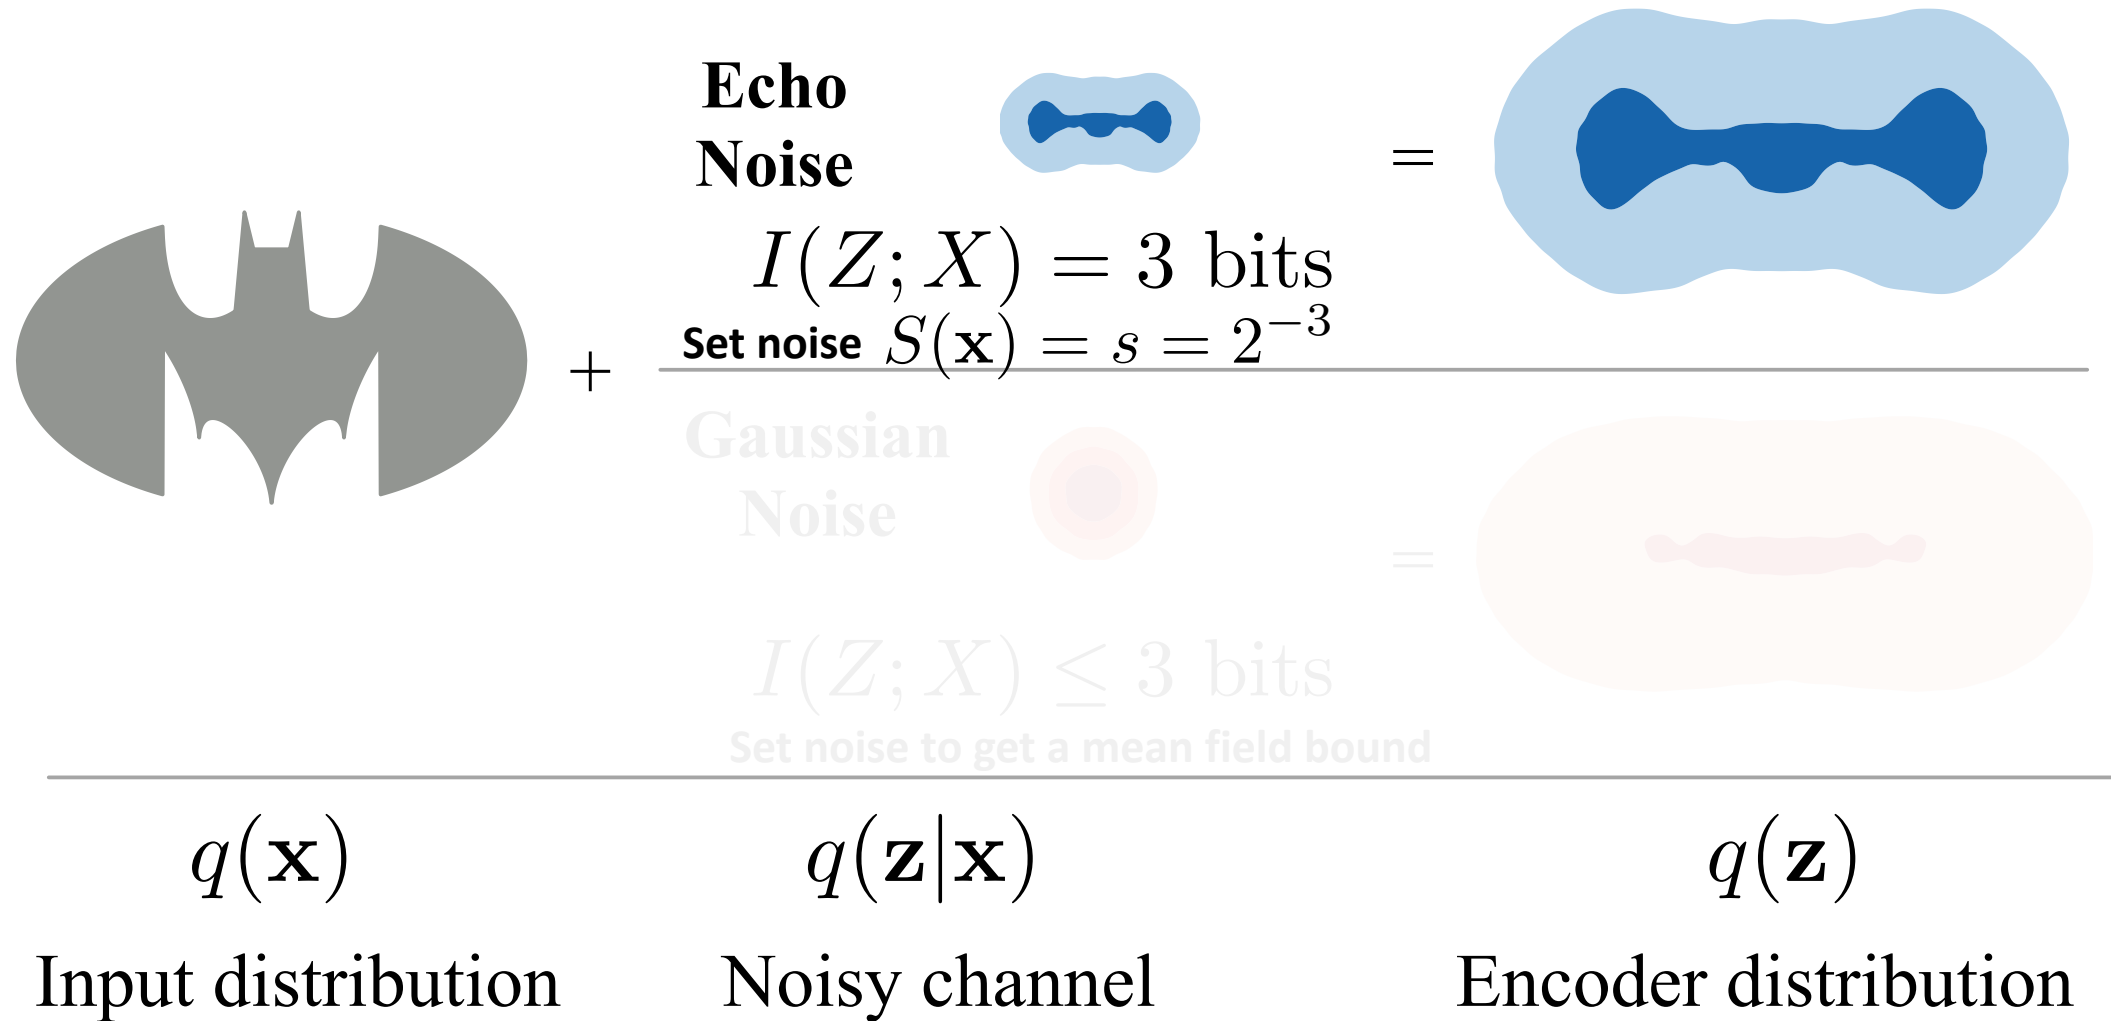 Echo
Noise
=
I(Z; X) = 3 bits
Set noise S(𝐱) = s = 2⁻³
+
Gaussian
Noise
=
I(Z; X) ≤ 3 bits
Set noise to get a mean field bound
q(𝐱)
q(𝐳|𝐱)
q(𝐳)
Input distribution
Noisy channel
Encoder distribution